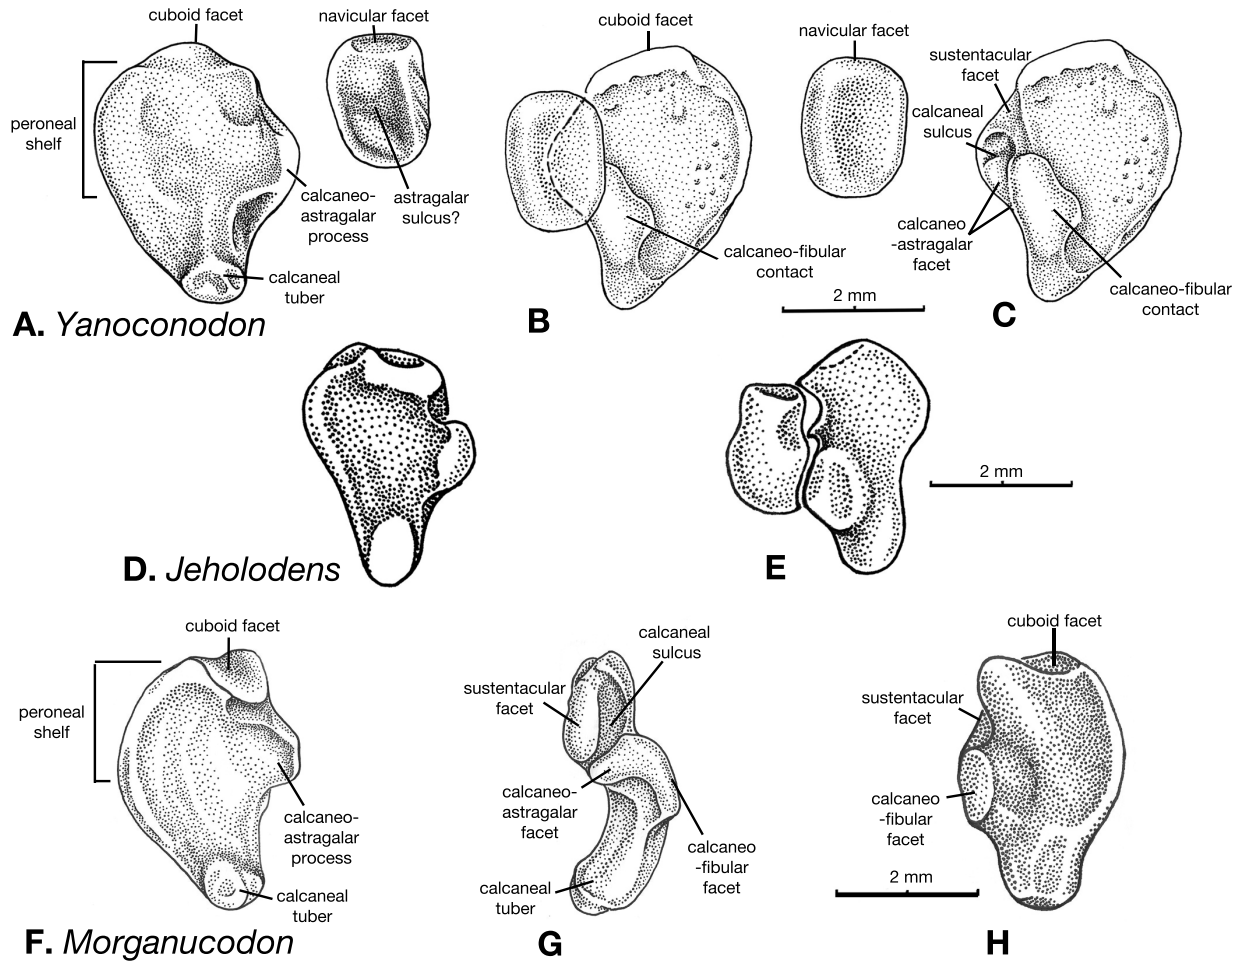 cuboid facet
navicular facet
peroneal
shelf
calcaneo-
astragalar
process
astragalar
sulcus?
calcaneal
tuber
A. Yanoconodon
cuboid facet
calcaneo-fibular
contact
B
2 mm
navicular facet
sustentacular
facet
calcaneal
sulcus
calcaneo
-astragalar
facet
calcaneo-fibular
contact
C
D. Jeholodens
E
2 mm
cuboid facet
peroneal
shelf
calcaneo-
astragalar
process
calcaneal
tuber
F. Morganucodon
calcaneal
sulcus
sustentacular
facet
calcaneo-
astragalar
facet
calcaneo
-fibular
facet
calcaneal
tuber
G
cuboid facet
sustentacular
facet
calcaneo
-fibular
facet
2 mm
H